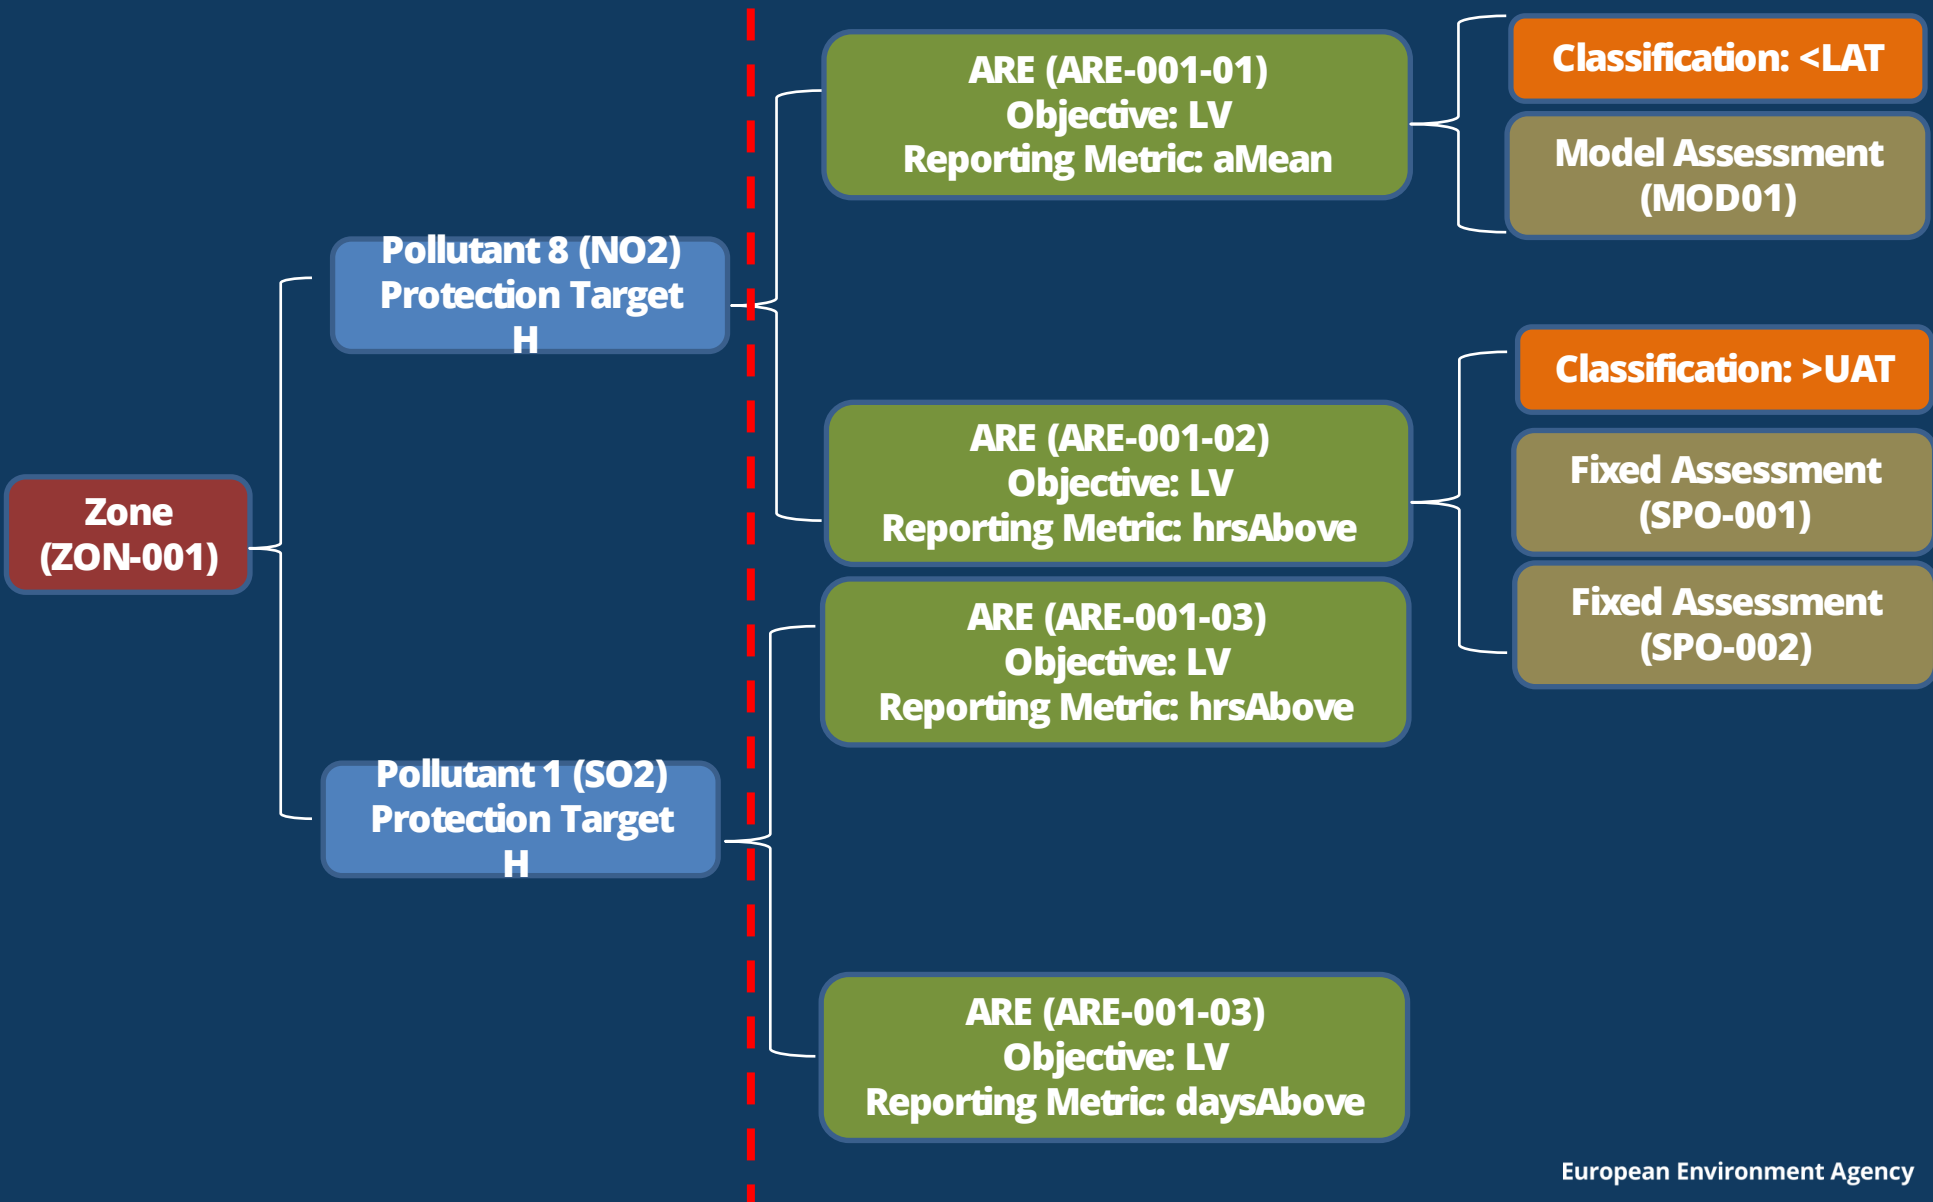 Zone
(ZON-001)
Pollutant 8 (NO2)
Protection Target
H
Pollutant 1 (SO2)
Protection Target
H
ARE (ARE-001-01)
Objective: LV
Reporting Metric: aMean
ARE (ARE-001-02)
Objective: LV
Reporting Metric: hrsAbove
ARE (ARE-001-03)
Objective: LV
Reporting Metric: hrsAbove
ARE (ARE-001-03)
Objective: LV
Reporting Metric: daysAbove
Classification: <LAT
Model Assessment
(MOD01)
Classification: >UAT
Fixed Assessment
(SPO-001)
Fixed Assessment
(SPO-002)
European Environment Agency